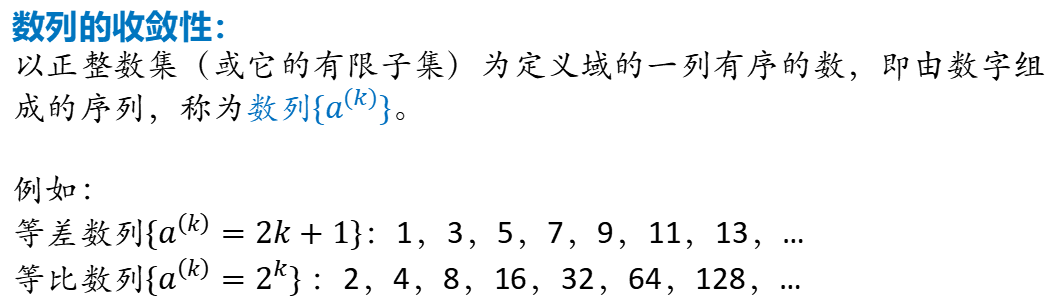 数列的收敛性：
以正整数集（或它的有限子集）为定义域的一列有序的数，即由数字组
成的序列，称为数列{a^(k)}。
例如：
等差数列{a^(k) = 2k + 1}：1，3，5，7，9，11，13，…
等比数列{a^(k) = 2^k}：2，4，8，16，32，64，128，…